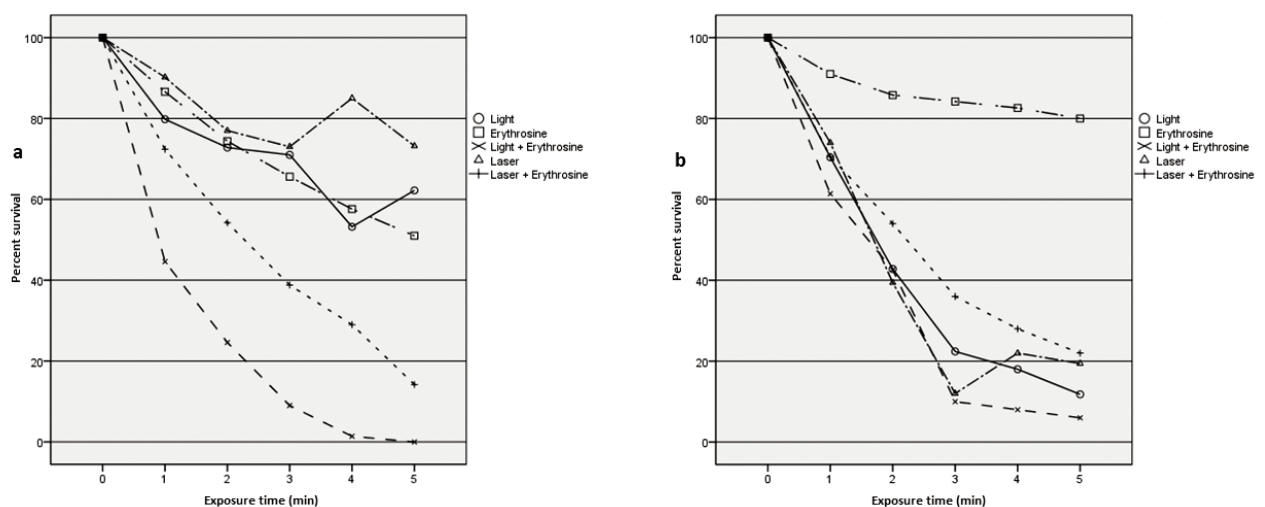 a
Percent survival
100
80
60
40
20
0
0 1 2 3 4 5
Exposure time (min)
Light
Erythrosine
Light + Erythrosine
Laser
Laser + Erythrosine
b
Percent survival
100
80
60
40
20
0
0 1 2 3 4 5
Exposure time (min)
Light
Erythrosine
Light + Erythrosine
Laser
Laser + Erythrosine